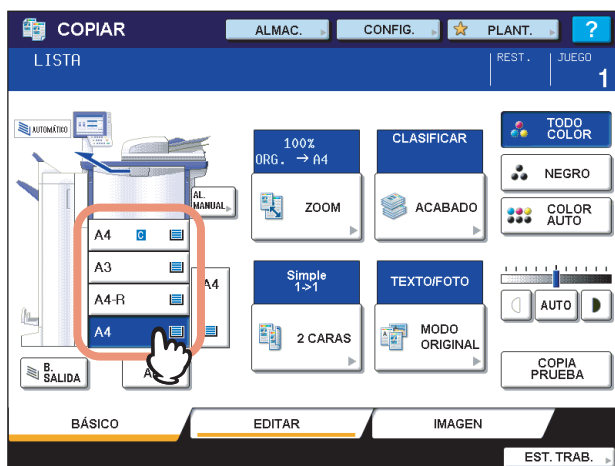 COPIAR
ALMAC.
CONFIG.
PLANT.
?
LISTA
REST.
JUEGO
1
AUTOMÁTICO
100%
ORG. → A4
ZOOM
CLASIFICAR
ACABADO
TODO
COLOR
NEGRO
COLOR
AUTO
AL.
MANUAL
A4
C
A3
A4-R
A4
A4
Simple
1->1
2 CARAS
TEXTO/FOTO
MODO
ORIGINAL
AUTO
COPIA
PRUEBA
B.
SALIDA
BÁSICO
EDITAR
IMAGEN
EST. TRAB.